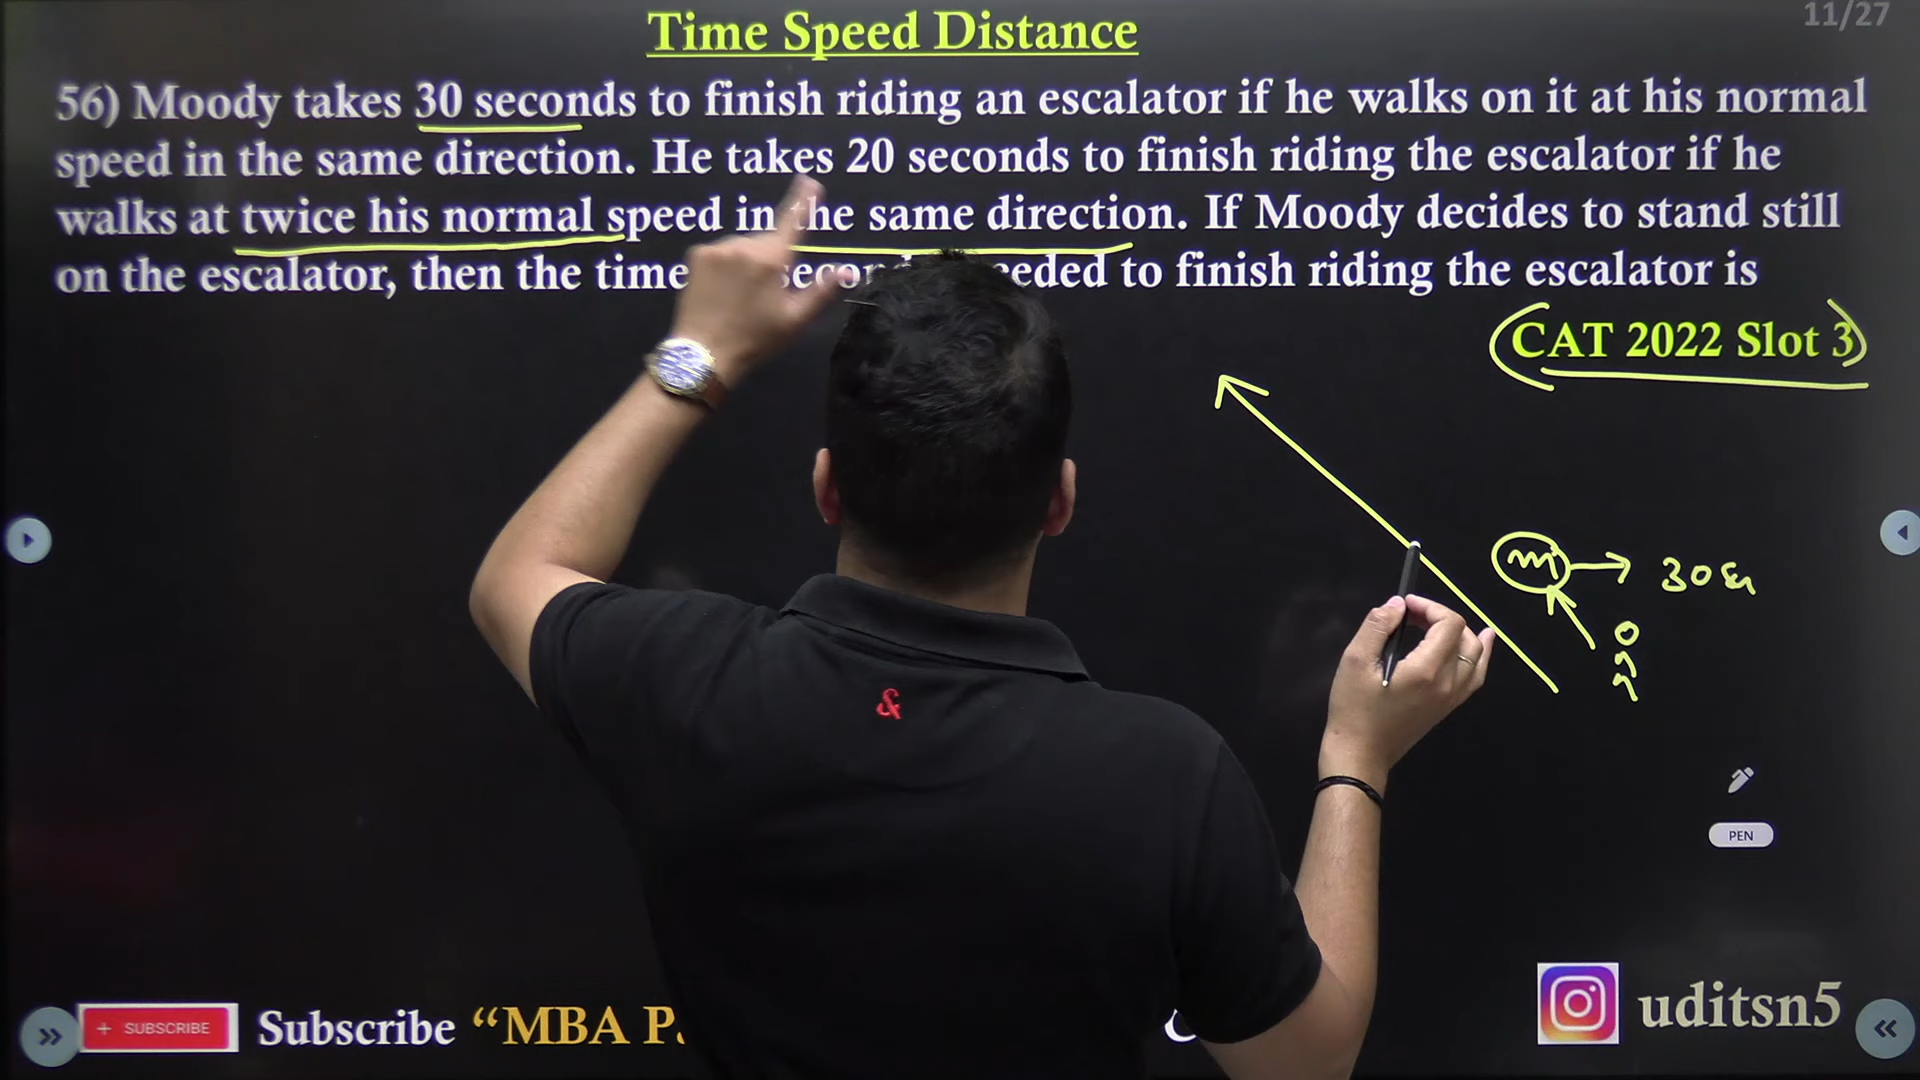 11/27
Time Speed Distance
56) Moody takes 30 seconds to finish riding an escalator if he walks on it at his normal
speed in the same direction. He takes 20 seconds to finish riding the escalator if he
walks at twice his normal speed in the same direction. If Moody decides to stand still
on the escalator, then the time to finish riding the escalator is
(CAT 2022 Slot 3)
m → 30
PEN
+ SUBSCRIBE
Subscribe "MBA
uditsn5